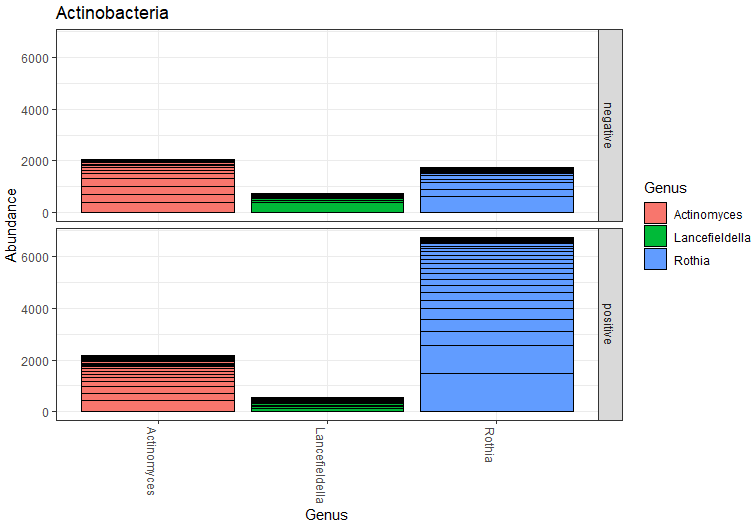 Actinobacteria
6000
4000
2000
0
negative
6000
4000
2000
0
positive
Abundance
Actinomyces
Lancefieldella
Rothia
Genus
Genus
Actinomyces
Lancefieldella
Rothia